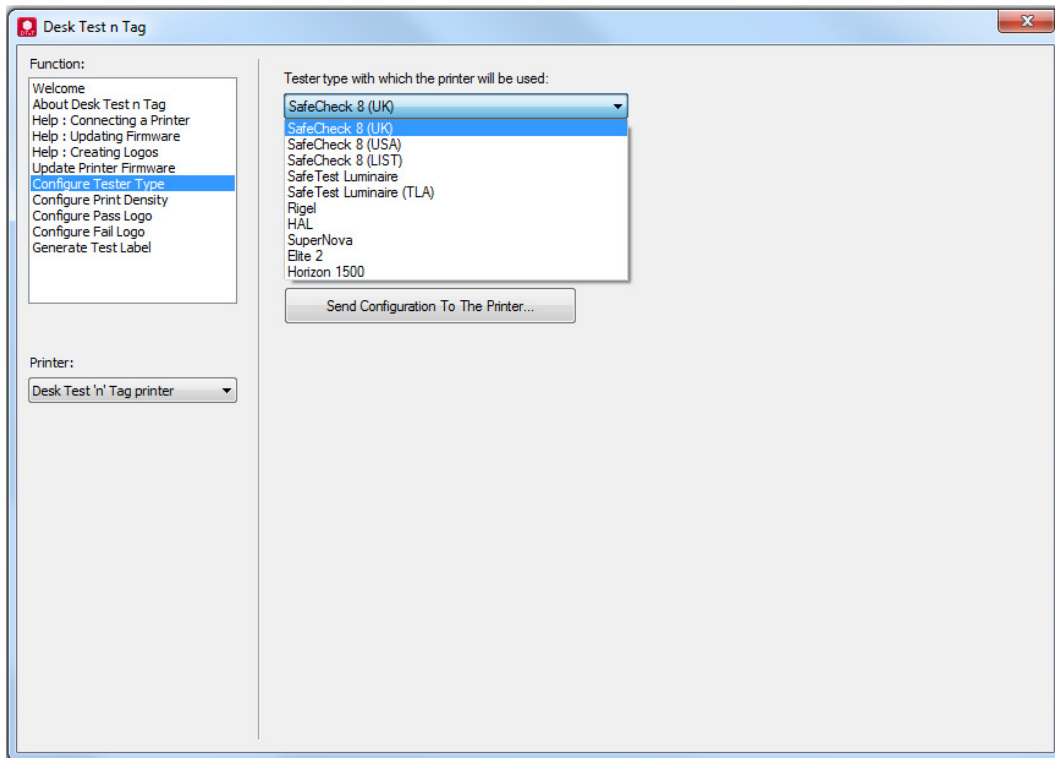 Desk Test n Tag
Function:
Welcome
About Desk Test n Tag
Help : Connecting a Printer
Help : Updating Firmware
Help : Creating Logos
Update Printer Firmware
Configure Tester Type
Configure Print Density
Configure Pass Logo
Configure Fail Logo
Generate Test Label
Printer:
Desk Test 'n' Tag printer
Tester type with which the printer will be used:
SafeCheck 8 (UK)
SafeCheck 8 (UK)
SafeCheck 8 (USA)
SafeCheck 8 (LIST)
SafeTest Luminaire
SafeTest Luminaire (TLA)
Rigel
HAL
SuperNova
Elite 2
Horizon 1500
Send Configuration To The Printer...